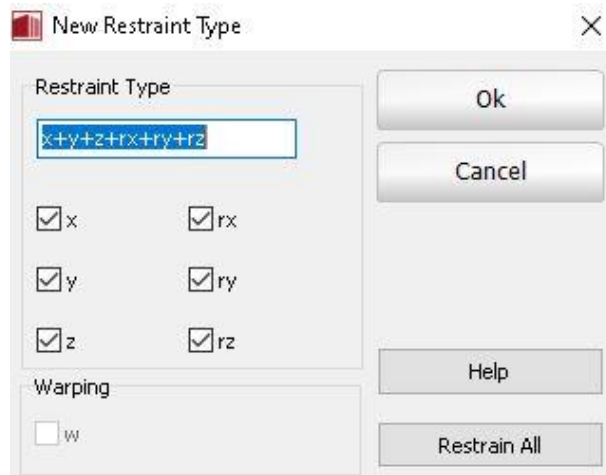 New Restraint Type
Restraint Type
x+y+z+rx+ry+rz
x rx
y ry
z rz
Warping
w
Ok
Cancel
Help
Restrain All